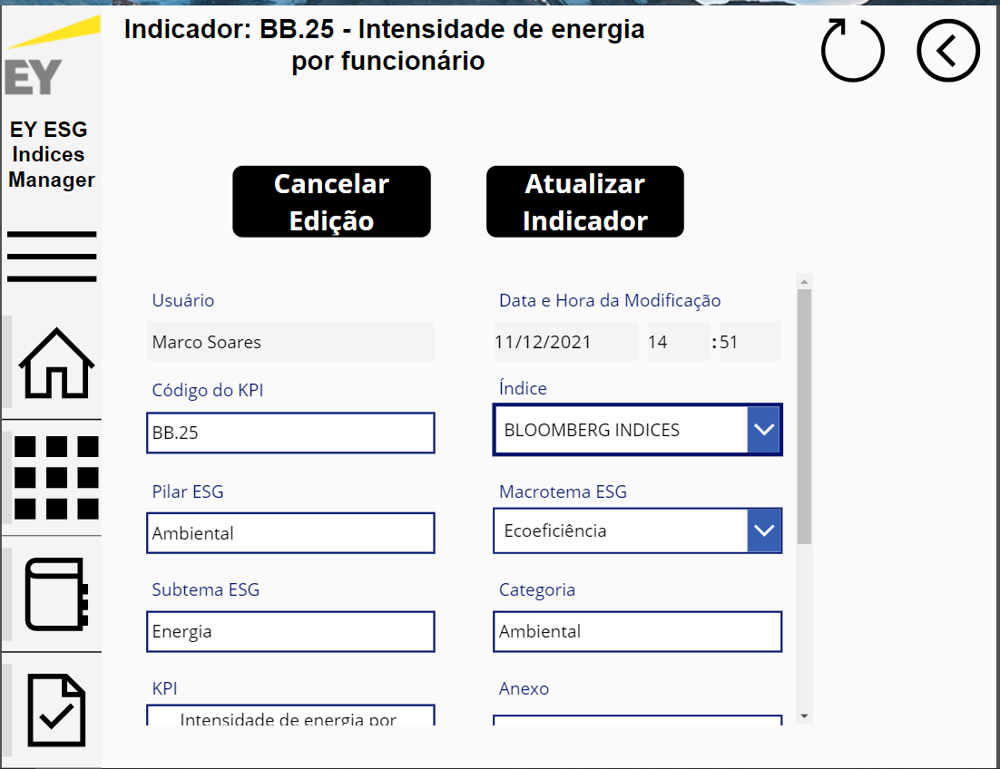 Indicador: BB.25 - Intensidade de energia
por funcionário
EY
EY ESG
Indices
Manager
Cancelar
Edição
Atualizar
Indicador
Usuário
Data e Hora da Modificação
Marco Soares
11/12/2021 14 :51
Código do KPI
Índice
BB.25
BLOOMBERG INDICES
Pilar ESG
Macrotema ESG
Ambiental
Ecoeficiência
Subtema ESG
Categoria
Energia
Ambiental
KPI
Anexo
Intensidade de energia por